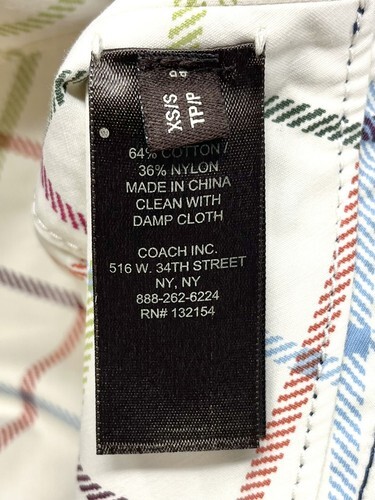 XS/S
TP/P
64% COTTON/
36% NYLON
MADE IN CHINA
CLEAN WITH
DAMP CLOTH
COACH INC.
516 W. 34TH STREET
NY, NY
888-262-6224
RN# 132154